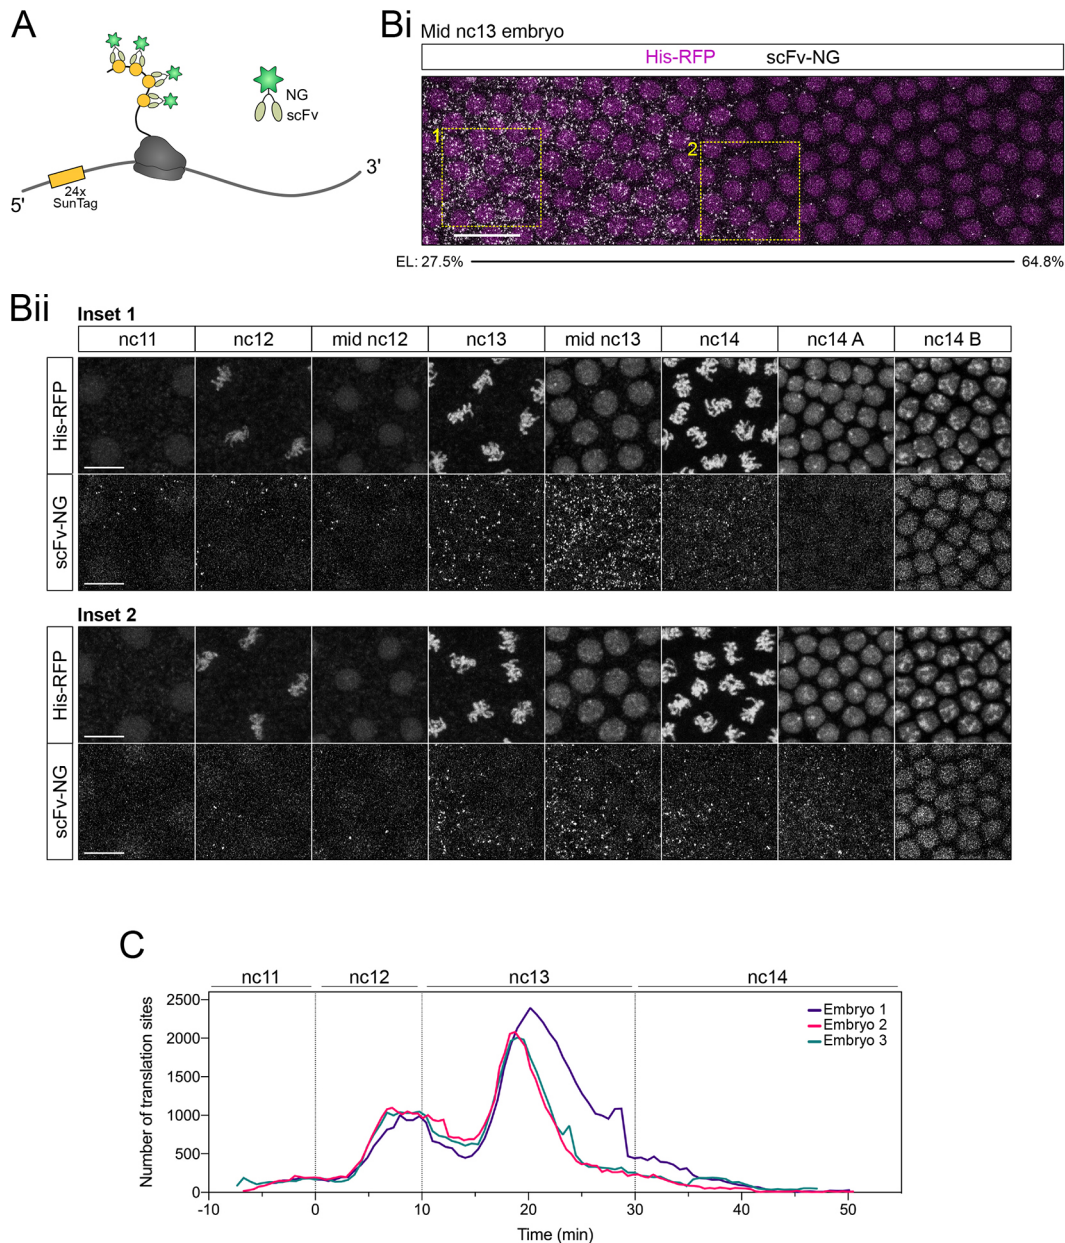 A
NG
scFv
24x
SunTag
5'
3'
Bi
Mid nc13 embryo
His-RFP scFv-NG
1
2
EL: 27.5% 64.8%
Bii
Inset 1
nc11 nc12 mid nc12 nc13 mid nc13 nc14 nc14 A nc14 B
His-RFP
scFv-NG
Inset 2
His-RFP
scFv-NG
C
nc11 nc12 nc13 nc14
Number of translation sites
2500
2000
1500
1000
500
0
Embryo 1
Embryo 2
Embryo 3
-10 0 10 20 30 40 50
Time (min)